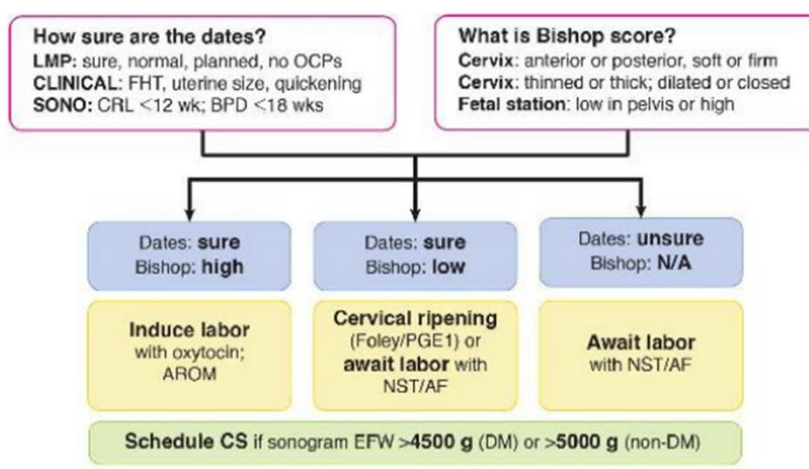 How sure are the dates?
LMP: sure, normal, planned, no OCPs
CLINICAL: FHT, uterine size, quickening
SONO: CRL <12 wk; BPD <18 wks
What is Bishop score?
Cervix: anterior or posterior, soft or firm
Cervix: thinned or thick; dilated or closed
Fetal station: low in pelvis or high
Dates: sure
Bishop: high
Dates: sure
Bishop: low
Dates: unsure
Bishop: N/A
Induce labor
with oxytocin;
AROM
Cervical ripening
(Foley/PGE1) or
await labor with
NST/AF
Await labor
with NST/AF
Schedule CS if sonogram EFW >4500 g (DM) or >5000 g (non-DM)